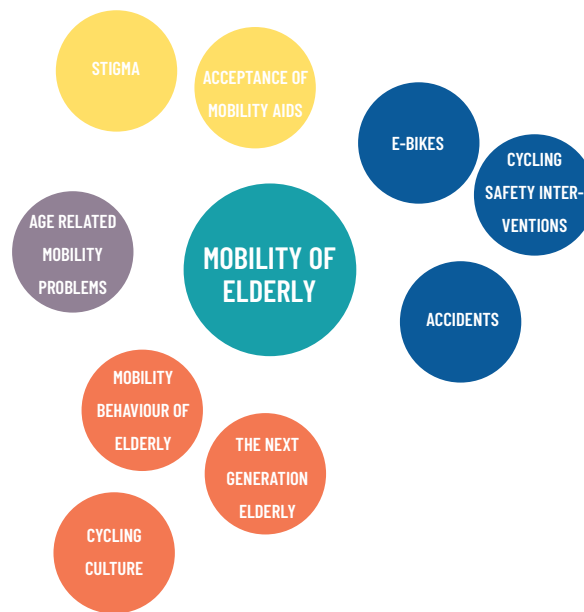 STIGMA
ACCEPTANCE OF
MOBILITY AIDS
E-BIKES
CYCLING
SAFETY INTER-
VENTIONS
AGE RELATED
MOBILITY
PROBLEMS
MOBILITY OF
ELDERLY
ACCIDENTS
MOBILITY
BEHAVIOUR OF
ELDERLY
THE NEXT
GENERATION
ELDERLY
CYCLING
CULTURE